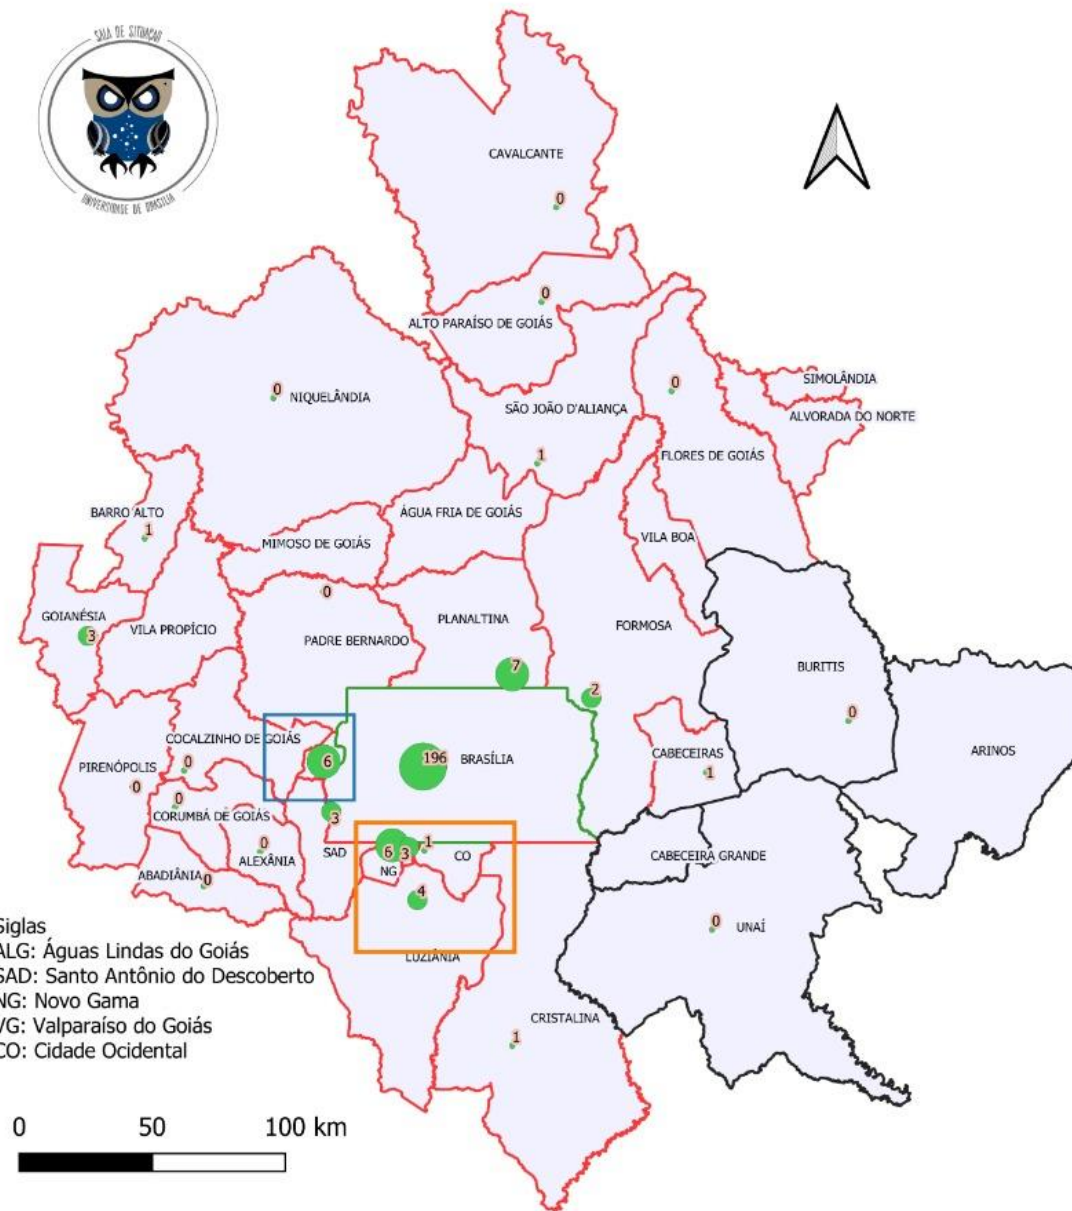 SALA DE SITUAÇÃO
UNIVERSIDADE DE BRASÍLIA
CAVALCANTE
0
0
ALTO PARAÍSO DE GOIÁS
0
NIQUELÂNDIA
0
SIMOLÂNDIA
SÃO JOÃO D'ALIANÇA
ALVORADA DO NORTE
1
FLORES DE GOIÁS
BARRO ALTO
1
ÁGUA FRIA DE GOIÁS
MIMOSO DE GOIÁS
VILA BOA
0
GOIANÉSIA
3
VILA PROPÍCIO
PADRE BERNARDO
PLANALTINA
FORMOSA
7
BURITIS
2
0
COCALZINHO DE GOIÁS
6
196
BRASÍLIA
CABECEIRAS
1
ARINOS
PIRENÓPOLIS
0
0
0
CORUMBÁ DE GOIÁS
3
0
ALEXÂNIA
SAD
6
3
1
CO
NG
CABECEIRA GRANDE
ABADIÂNIA
0
4
0
UNAÍ
LUZIÂNIA
CRISTALINA
1
Siglas
ALG: Águas Lindas do Goiás
SAD: Santo Antônio do Descoberto
NG: Novo Gama
VG: Valparaíso do Goiás
CO: Cidade Ocidental
0 50 100 km